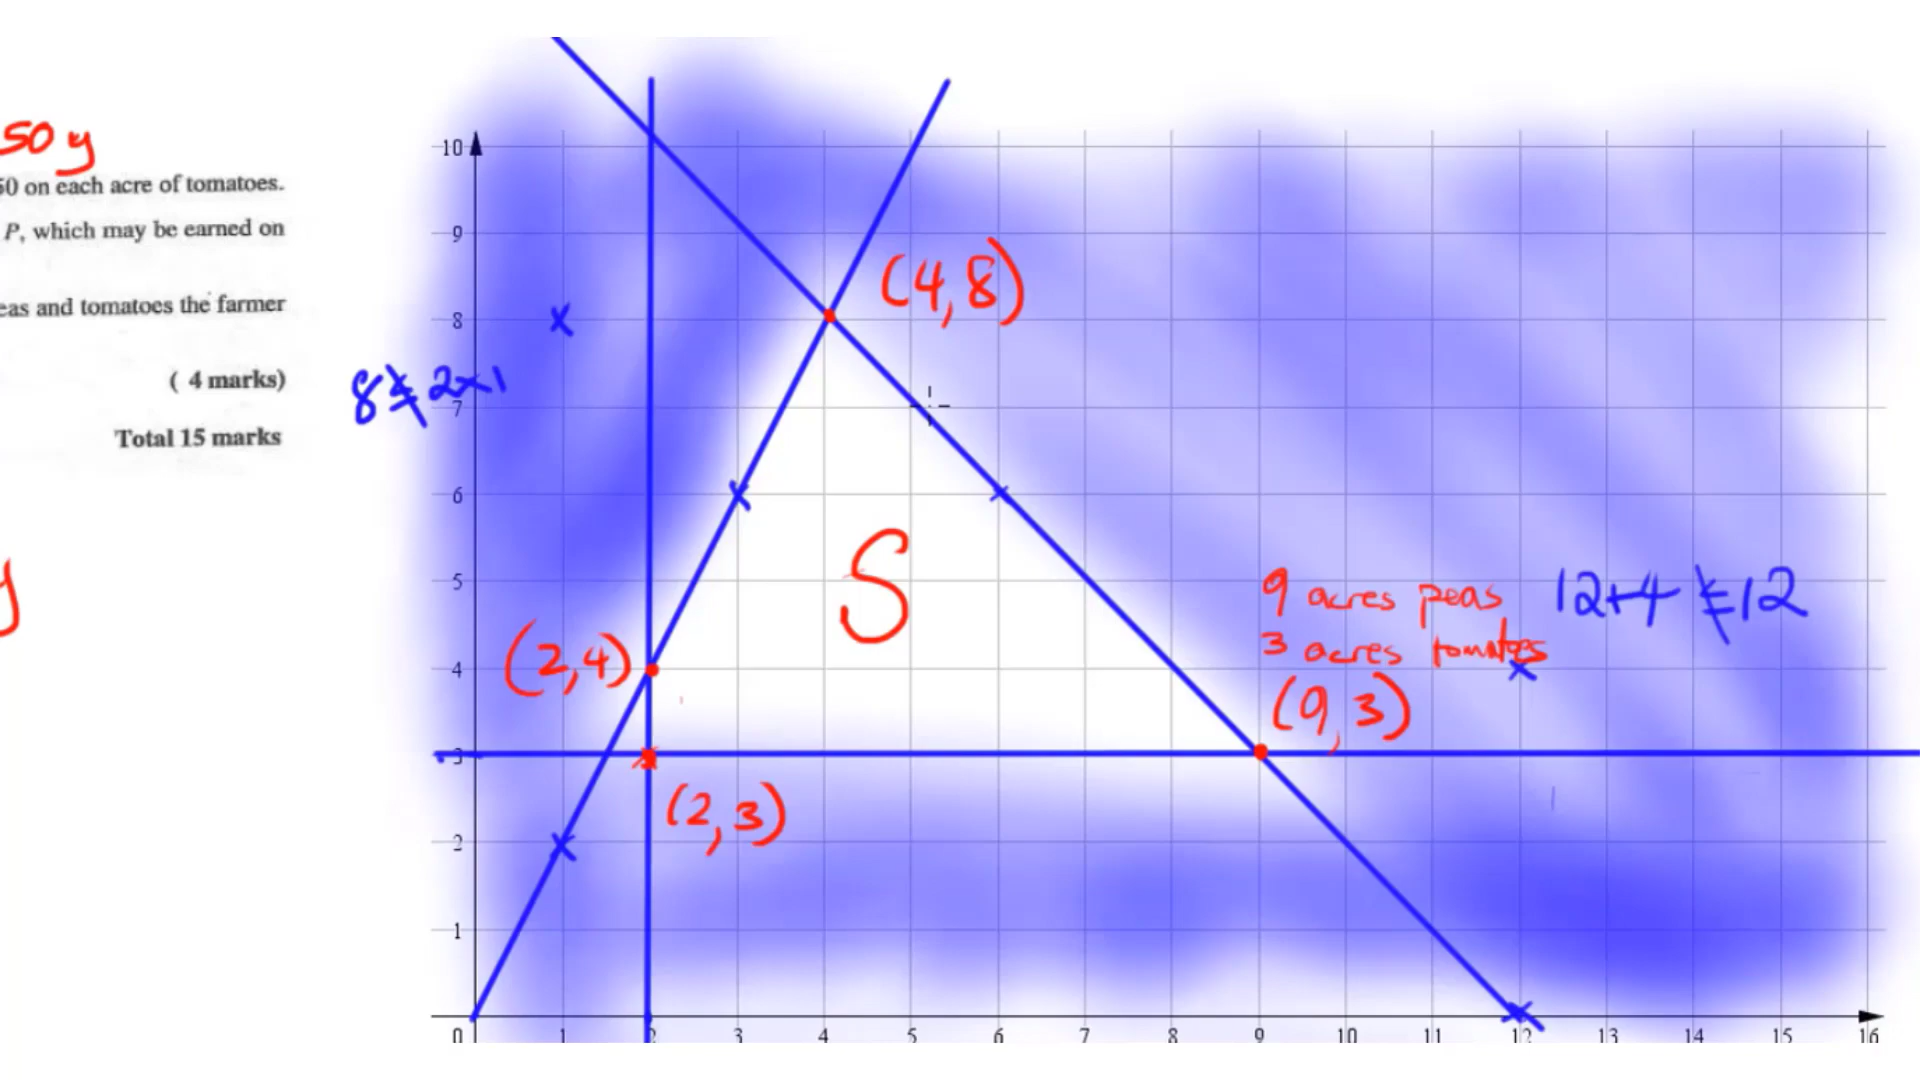 50 y
50 on each acre of tomatoes.
P, which may be earned on
eas and tomatoes the farmer
( 4 marks)
Total 15 marks
y
10
9
8
7
6
5
4
3
2
1
0 1 2 3 4 5 6 7 8 9 10 11 12 13 14 15 16
(4,8)
8 ≰ 2×1
S
9 acres peas
3 acres tomatoes
12+4 ≰ 12
(2,4)
(9,3)
(2,3)